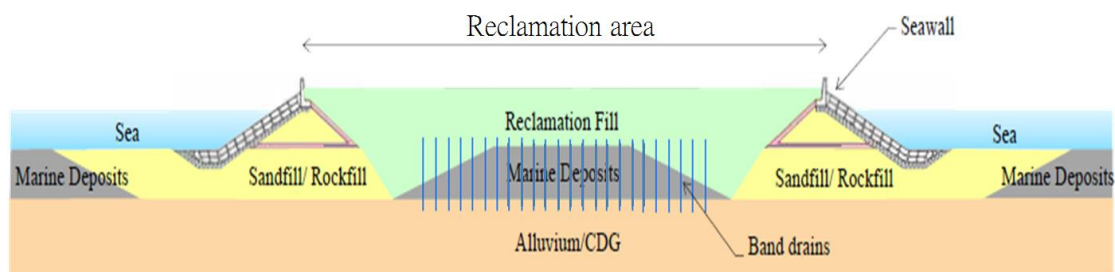 Reclamation area
Seawall
Reclamation Fill
Sea
Sea
Marine Deposits
Sandfill/ Rockfill
Marine Deposits
Sandfill/ Rockfill
Marine Deposits
Alluvium/CDG
Band drains